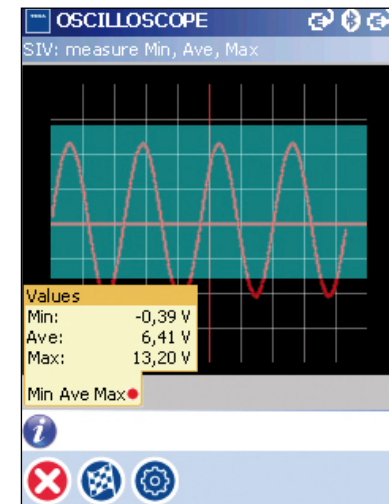 TEXA OSCILLOSCOPE
SIV: measure Min, Ave, Max
Values
Min: -0,39 V
Ave: 6,41 V
Max: 13,20 V
Min Ave Max